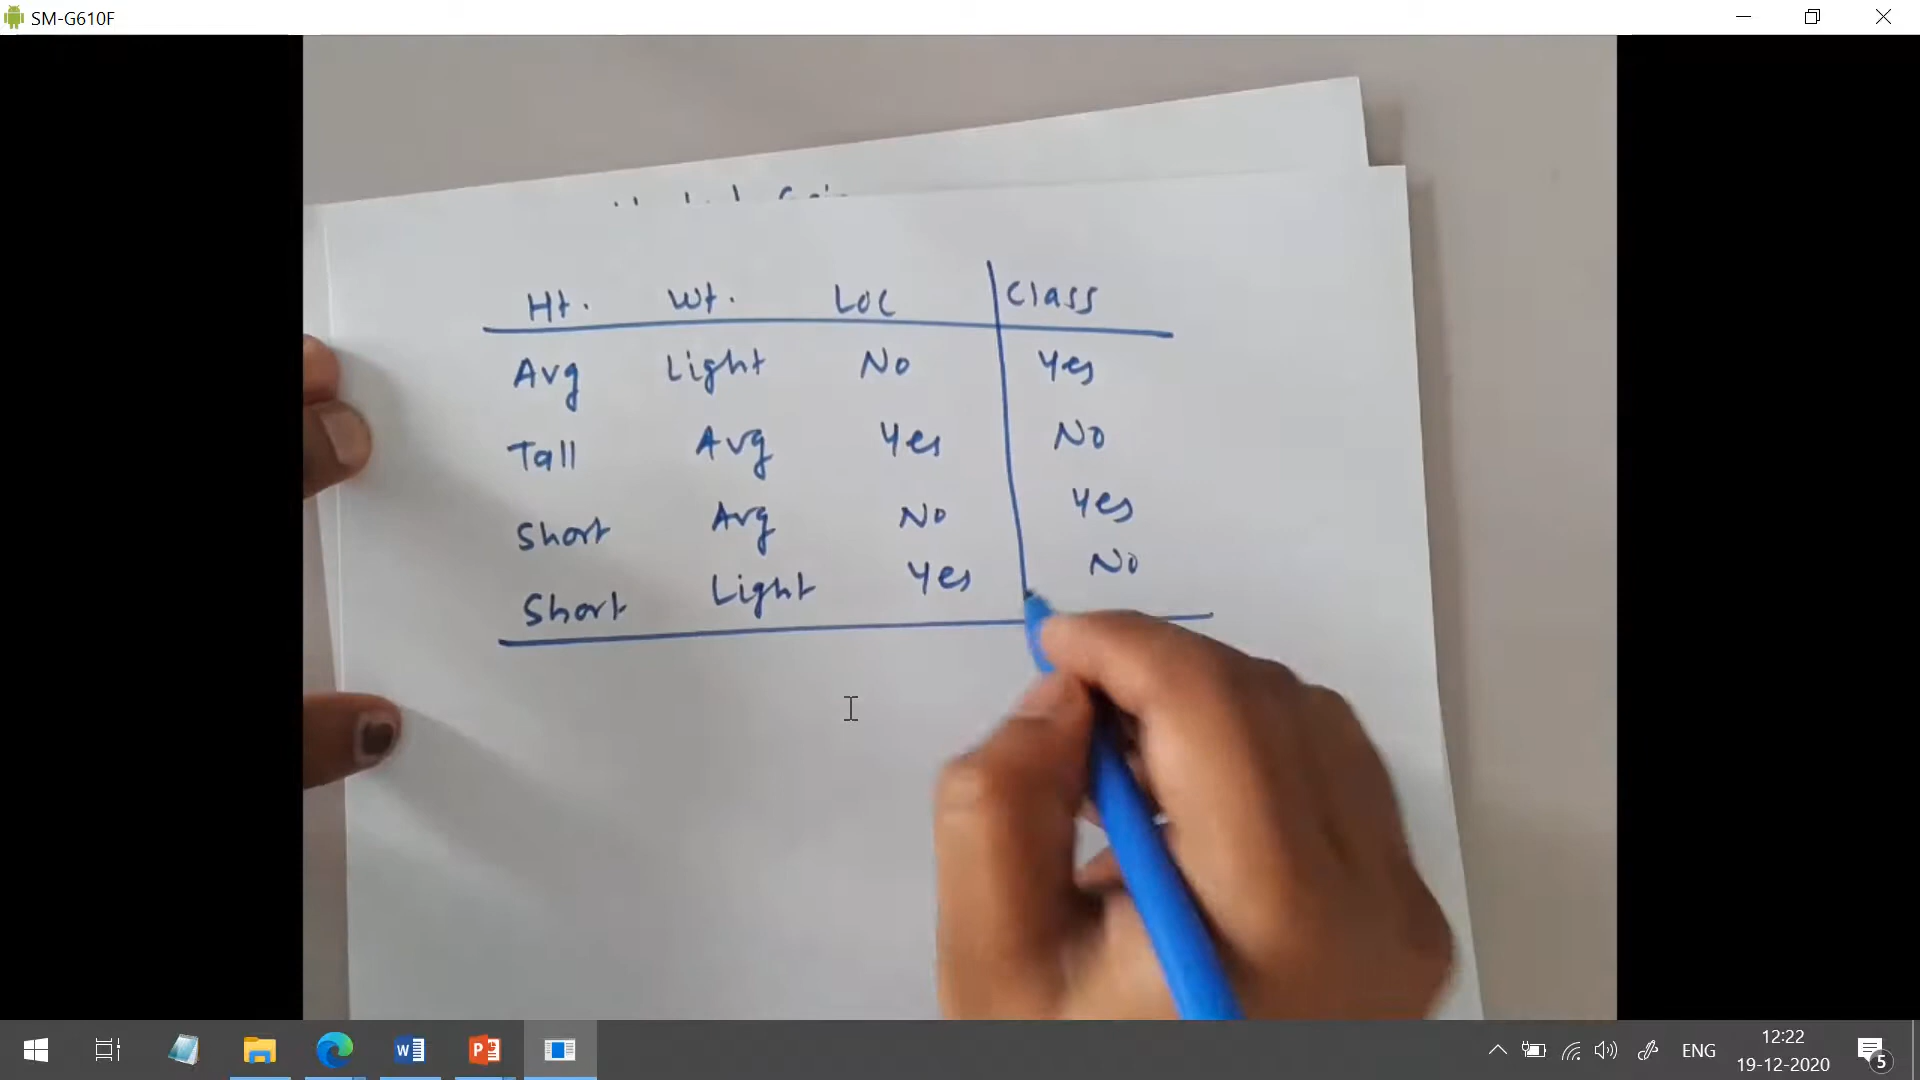 SM-G610F
Ht. Wt. Loc Class
Avg Light No Yes
Tall Avg Yes No
Short Avg No Yes
Short Light Yes No
ENG
12:22
19-12-2020
5